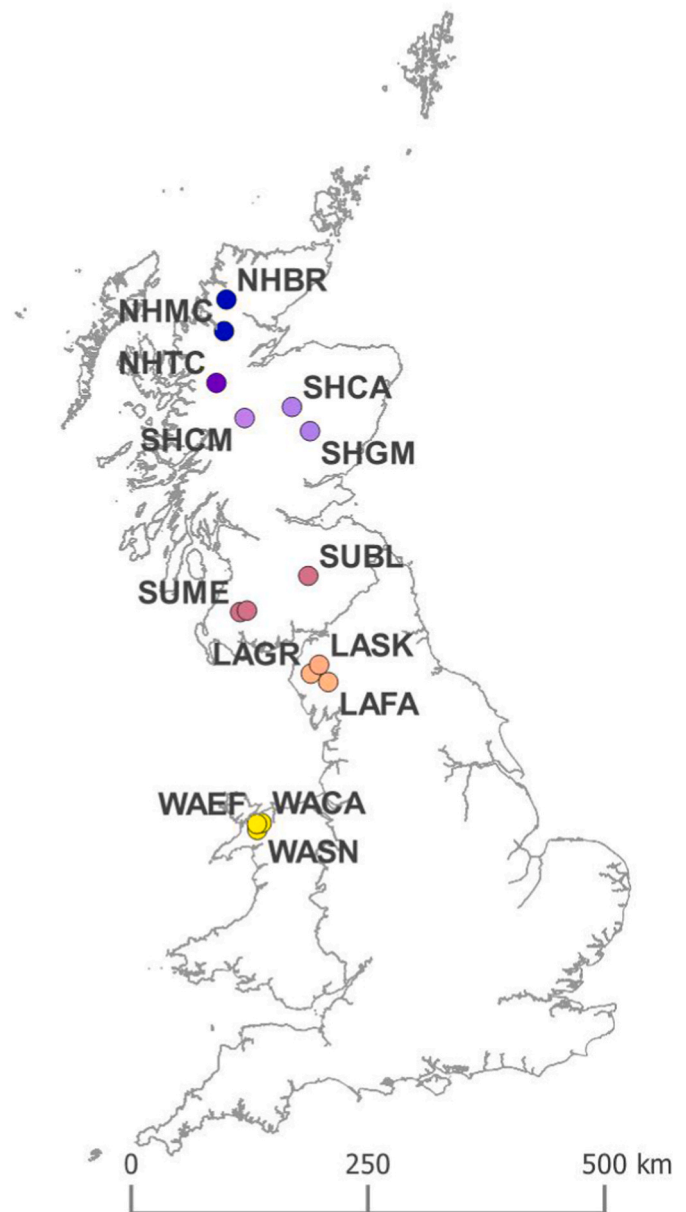 NHBR
NHMC
NHTC
SHCA
SHCM
SHGM
SUBL
SUME
LASK
LAGR
LAFA
WAEF
WACA
WASN
0 250 500 km